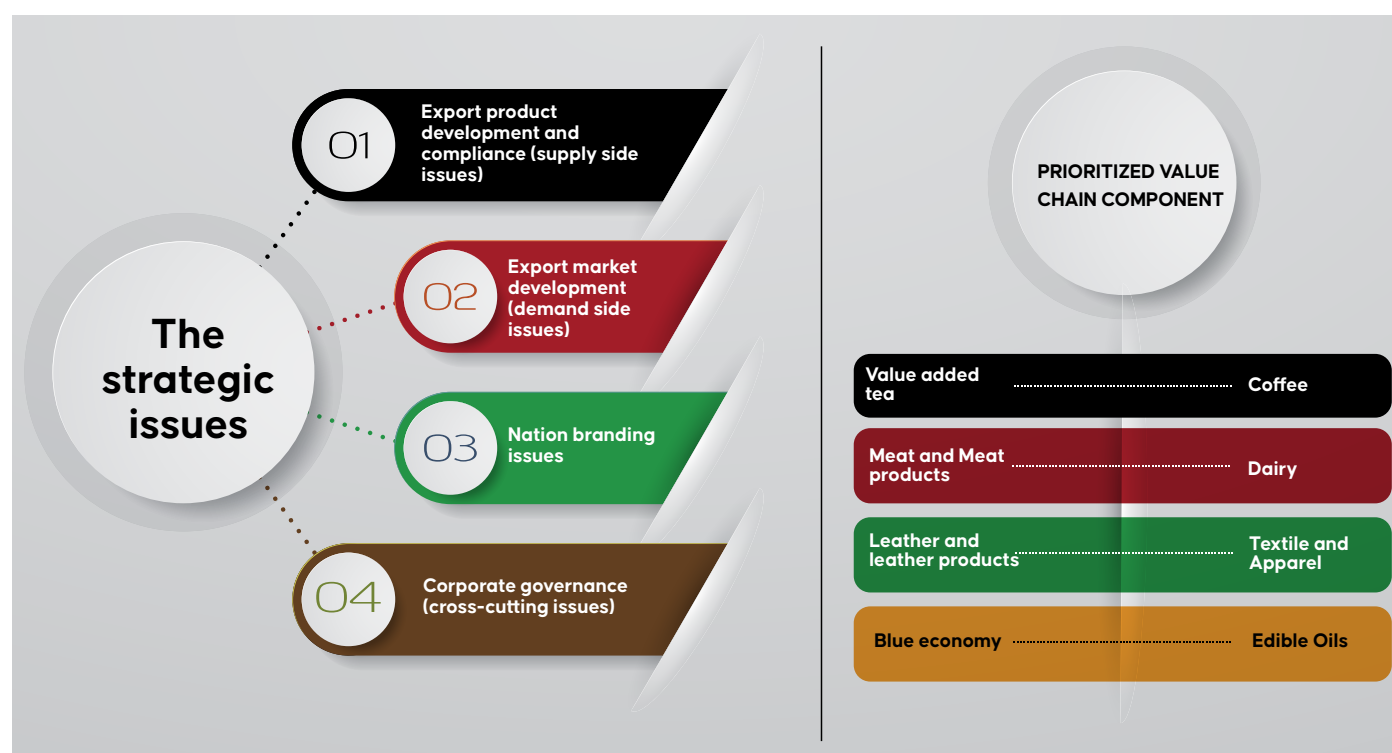 The
strategic
issues
01
Export product
development and
compliance (supply side
issues)
02
Export market
development
(demand side
issues)
03
Nation branding
issues
04
Corporate governance
(cross-cutting issues)
PRIORITIZED VALUE
CHAIN COMPONENT
Value added
tea
Coffee
Meat and Meat
products
Dairy
Leather and
leather products
Textile and
Apparel
Blue economy
Edible Oils